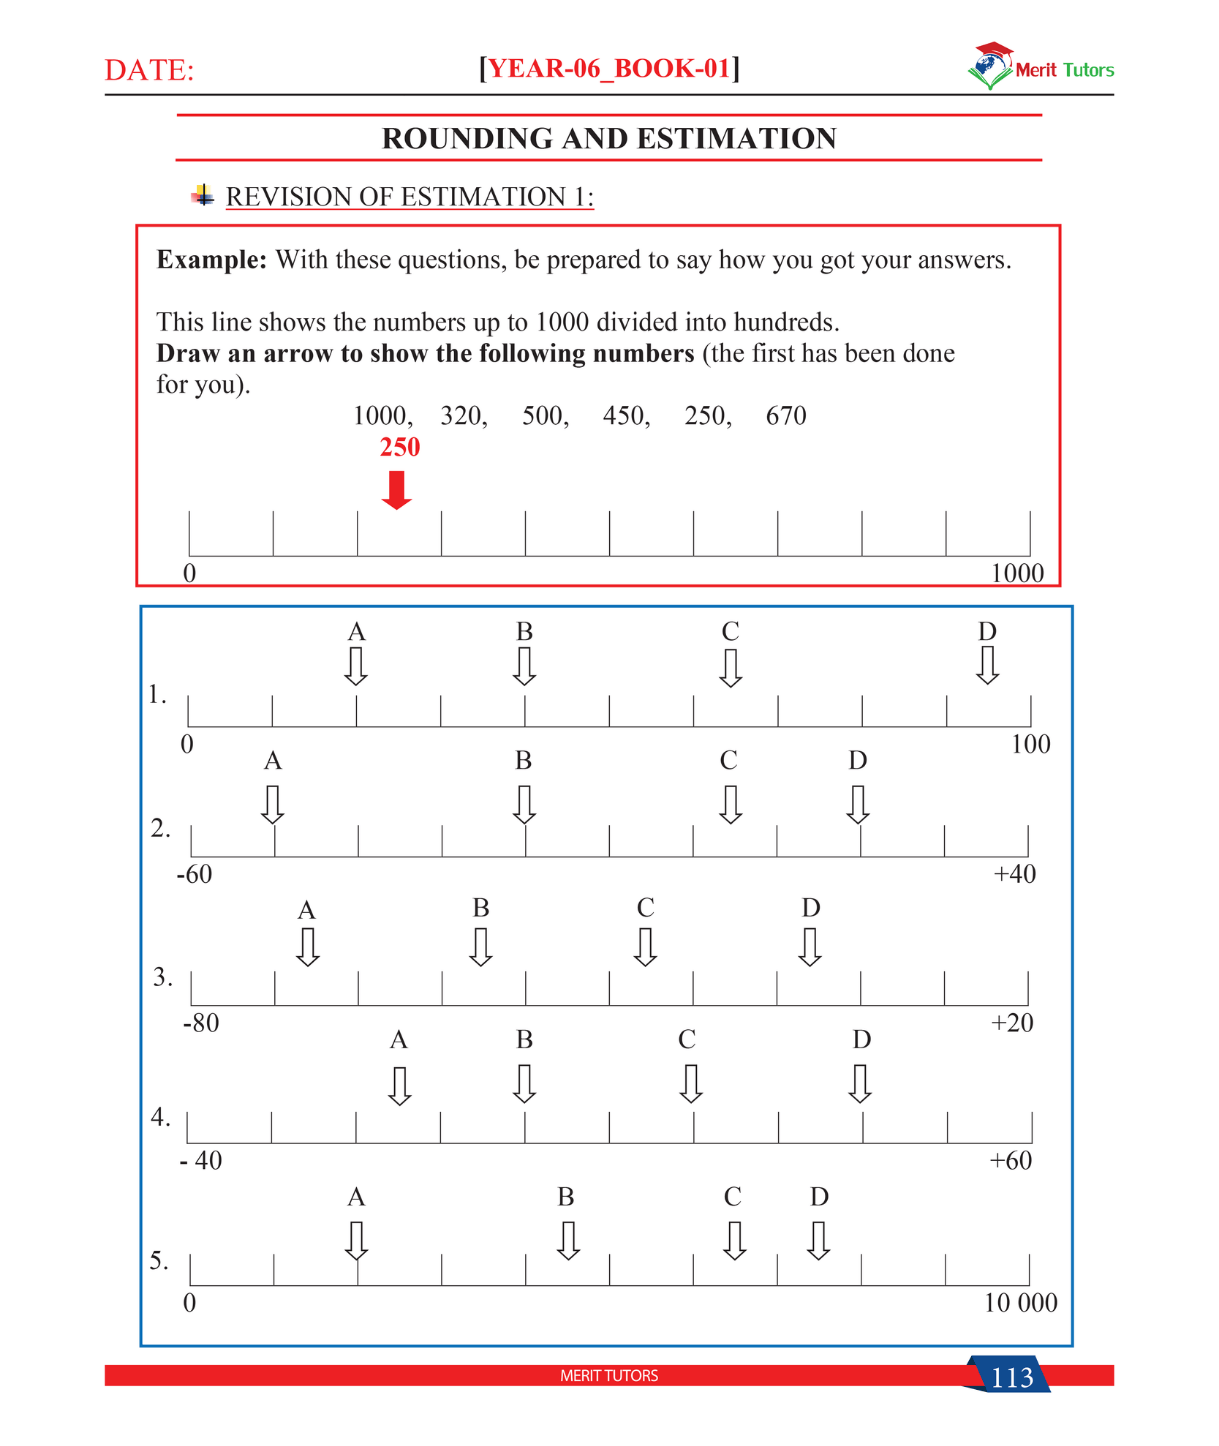 DATE:
[YEAR-06_BOOK-01]
Merit Tutors
ROUNDING AND ESTIMATION
REVISION OF ESTIMATION 1:
Example: With these questions, be prepared to say how you got your answers.
This line shows the numbers up to 1000 divided into hundreds.
Draw an arrow to show the following numbers (the first has been done
for you).
1000, 320, 500, 450, 250, 670
250
0 1000
A B C D
1.
0 100
A B C D
2.
-60 +40
A B C D
3.
-80 +20
A B C D
4.
- 40 +60
A B C D
5.
0 10 000
MERIT TUTORS
113